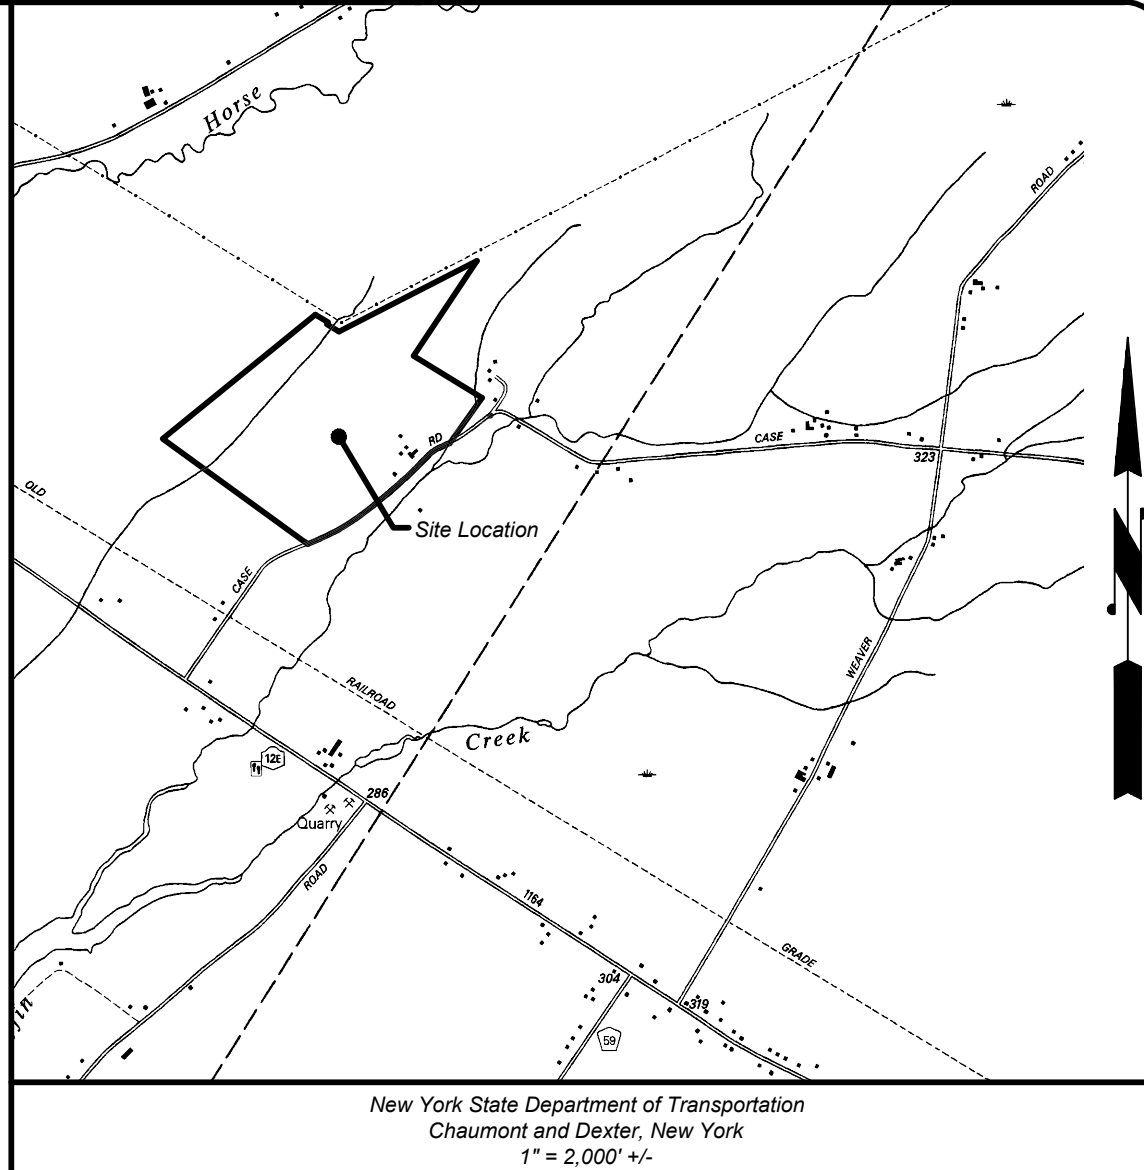 Horse
ROAD
RD
CASE
323
OLD
Site Location
CASE
WEAVER
RAILROAD
Creek
12E
286
Quarry
ROAD
1164
GRADE
304
319
59
N
New York State Department of Transportation
Chaumont and Dexter, New York
1" = 2,000' +/-